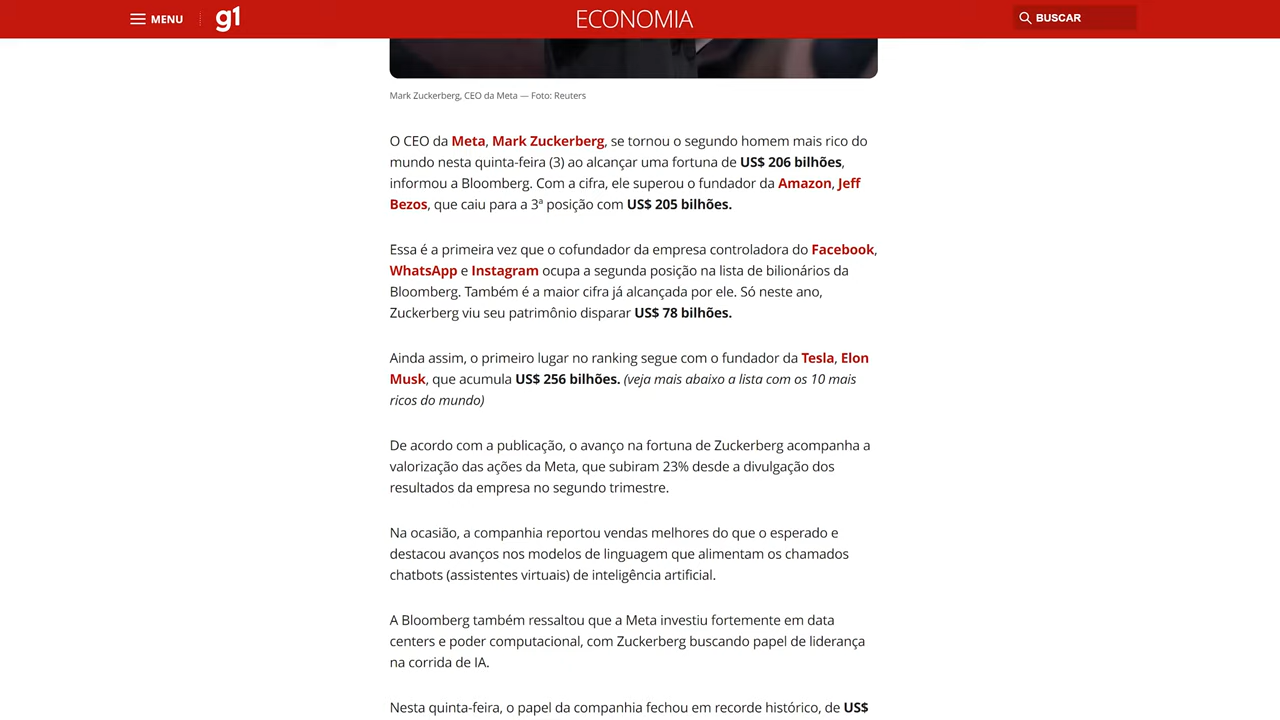 MENU
g1
ECONOMIA
BUSCAR
Mark Zuckerberg, CEO da Meta — Foto: Reuters
O CEO da Meta, Mark Zuckerberg, se tornou o segundo homem mais rico do
mundo nesta quinta-feira (3) ao alcançar uma fortuna de US$ 206 bilhões,
informou a Bloomberg. Com a cifra, ele superou o fundador da Amazon, Jeff
Bezos, que caiu para a 3ª posição com US$ 205 bilhões.
Essa é a primeira vez que o cofundador da empresa controladora do Facebook,
WhatsApp e Instagram ocupa a segunda posição na lista de bilionários da
Bloomberg. Também é a maior cifra já alcançada por ele. Só neste ano,
Zuckerberg viu seu patrimônio disparar US$ 78 bilhões.
Ainda assim, o primeiro lugar no ranking segue com o fundador da Tesla, Elon
Musk, que acumula US$ 256 bilhões. (veja mais abaixo a lista com os 10 mais
ricos do mundo)
De acordo com a publicação, o avanço na fortuna de Zuckerberg acompanha a
valorização das ações da Meta, que subiram 23% desde a divulgação dos
resultados da empresa no segundo trimestre.
Na ocasião, a companhia reportou vendas melhores do que o esperado e
destacou avanços nos modelos de linguagem que alimentam os chamados
chatbots (assistentes virtuais) de inteligência artificial.
A Bloomberg também ressaltou que a Meta investiu fortemente em data
centers e poder computacional, com Zuckerberg buscando papel de liderança
na corrida de IA.
Nesta quinta-feira, o papel da companhia fechou em recorde histórico, de US$